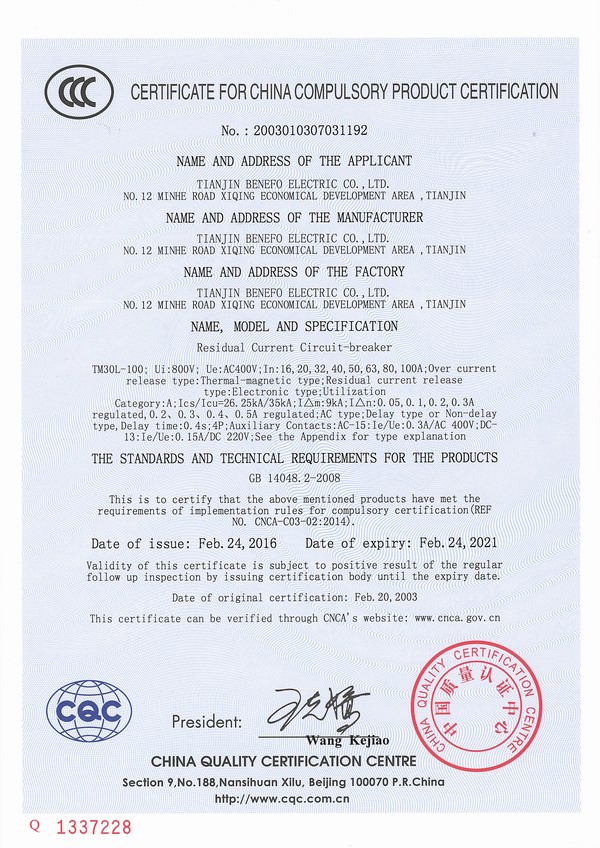 CCC
CERTIFICATE FOR CHINA COMPULSORY PRODUCT CERTIFICATION
No. : 2003010307031192
NAME AND ADDRESS OF THE APPLICANT
TIANJIN BENEFO ELECTRIC CO., LTD.
NO. 12 MINHE ROAD XIQING ECONOMICAL DEVELOPMENT AREA , TIANJIN
NAME AND ADDRESS OF THE MANUFACTURER
TIANJIN BENEFO ELECTRIC CO., LTD.
NO. 12 MINHE ROAD XIQING ECONOMICAL DEVELOPMENT AREA , TIANJIN
NAME AND ADDRESS OF THE FACTORY
TIANJIN BENEFO ELECTRIC CO., LTD.
NO. 12 MINHE ROAD XIQING ECONOMICAL DEVELOPMENT AREA , TIANJIN
NAME, MODEL AND SPECIFICATION
Residual Current Circuit-breaker
TM30L-100; Ui:800V; Ue:AC400V;In:16, 20, 32, 40, 50, 63, 80, 100A;Over current
release type:Thermal-magnetic type;Residual current release
type:Electronic type;Utilization
Category:A;Ics/Icu=26.25kA/35kA;I△m:9kA;I△n:0.05, 0.1, 0.2, 0.3A
regulated, 0.2、0.3、0.4、0.5A regulated;AC type;Delay type or Non-delay
type, Delay time:0.4s;4P;Auxiliary Contacts:AC-15:Ie/Ue:0.3A/AC 400V;DC-
13:Ie/Ue:0.15A/DC 220V;See the Appendix for type explanation
THE STANDARDS AND TECHNICAL REQUIREMENTS FOR THE PRODUCTS
GB 14048.2-2008
This is to certify that the above mentioned products have met the
requirements of implementation rules for compulsory certification(REF
NO. CNCA-C03-02:2014).
Date of issue: Feb. 24, 2016 Date of expiry: Feb. 24, 2021
Validity of this certificate is subject to positive result of the regular
follow up inspection by issuing certification body until the expiry date.
Date of original certification: Feb. 20, 2003
This certificate can be verified through CNCA's website: www.cnca.gov.cn
CQC
President:
王克娇
Wang Kejiao
CHINA QUALITY CERTIFICATION CENTRE
中国质量认证中心
CHINA QUALITY CERTIFICATION CENTRE
Section 9,No.188,Nansihuan Xilu, Beijing 100070 P.R.China
http://www.cqc.com.cn
Q 1337228